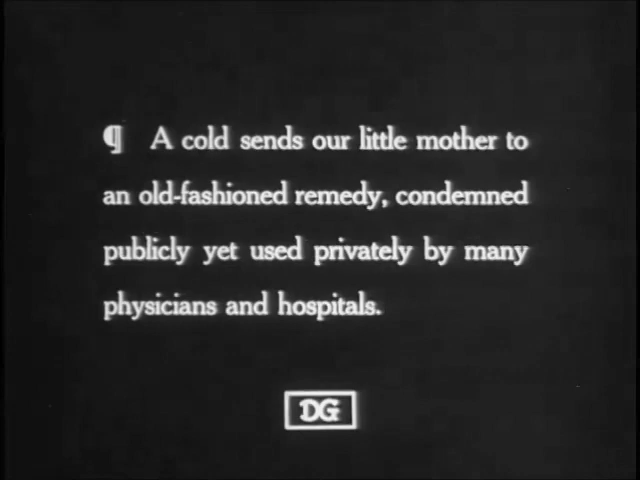 ¶ A cold sends our little mother to
an old-fashioned remedy, condemned
publicly yet used privately by many
physicians and hospitals.
DG